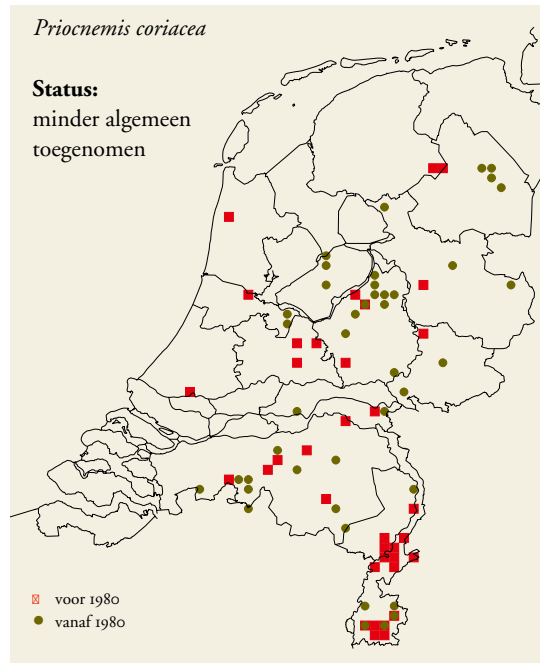 Priocnemis coriacea
Status:
minder algemeen
toegenomen
voor 1980
vanaf 1980